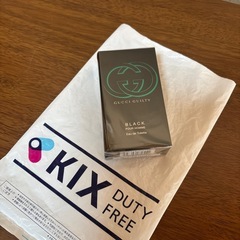 GUCCI GUILTY
BLACK
POUR HOMME
Eau de Toilette
KIX DUTY
FREE